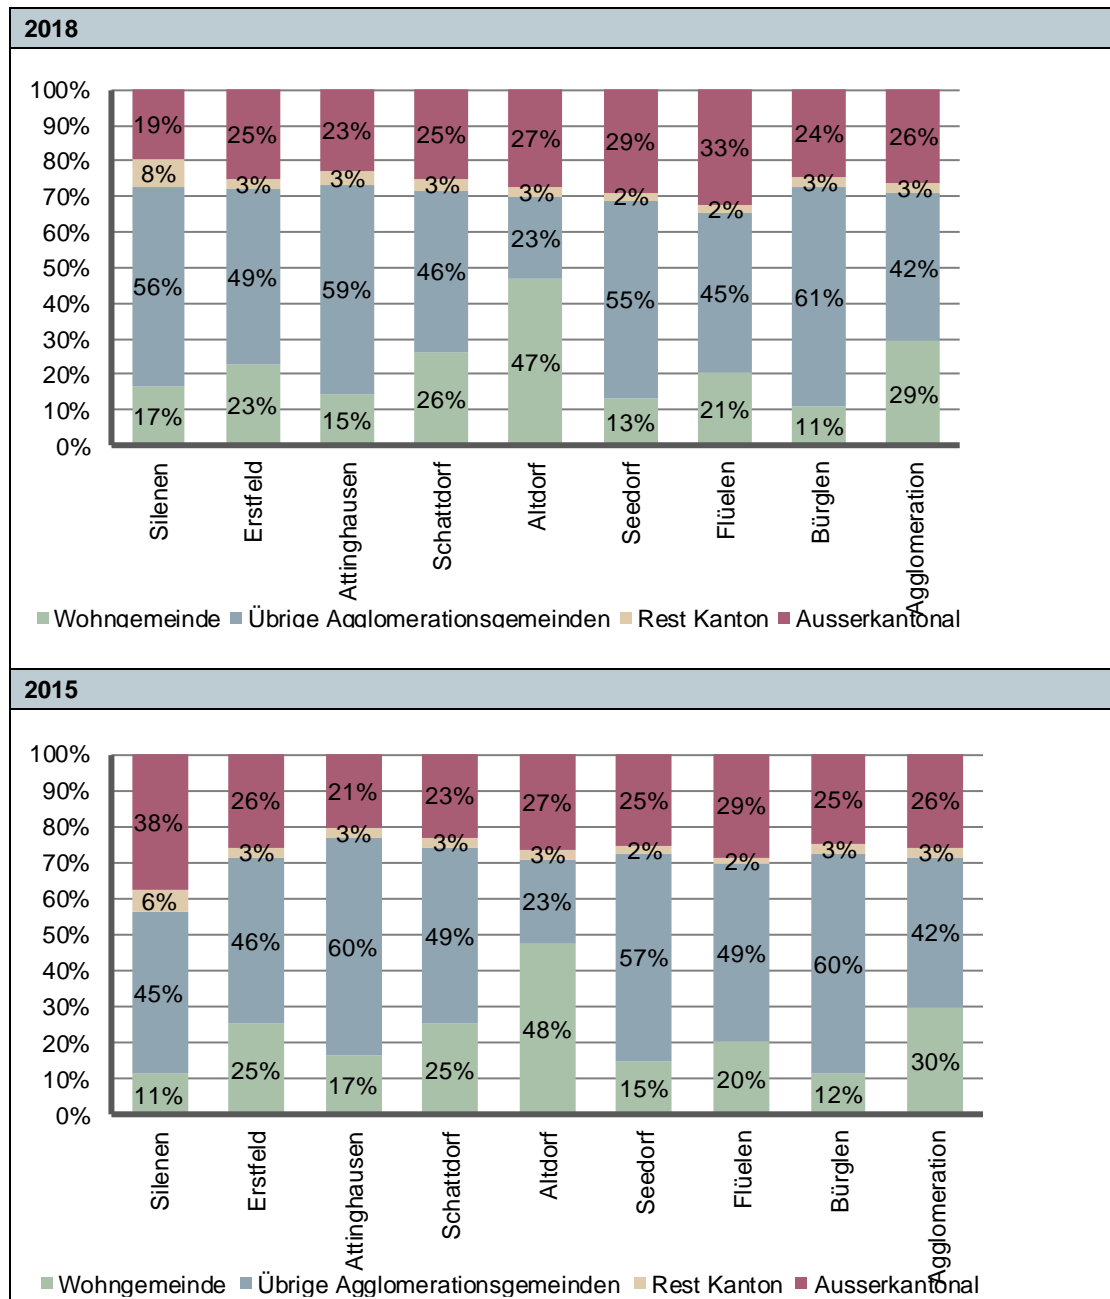 2018
100%
90%
80%
70%
60%
50%
40%
30%
20%
10%
0%
19% 25% 23% 25% 27% 29% 33% 24% 26%
8% 3% 3% 3% 3% 2% 2% 3% 3%
56% 49% 59% 46% 23% 55% 45% 61% 42%
17% 23% 15% 26% 47% 13% 21% 11% 29%
Silenen
Erstfeld
Attinghausen
Schattdorf
Altdorf
Seedorf
Flüelen
Bürglen
Agglomeration
Wohngemeinde Übrige Agglomerationsgemeinden Rest Kanton Ausserkantonal
2015
100%
90%
80%
70%
60%
50%
40%
30%
20%
10%
0%
38% 26% 21% 23% 27% 25% 29% 25% 26%
6% 3% 3% 3% 3% 2% 2% 3% 3%
45% 46% 60% 49% 23% 57% 49% 60% 42%
11% 25% 17% 25% 48% 15% 20% 12% 30%
Silenen
Erstfeld
Attinghausen
Schattdorf
Altdorf
Seedorf
Flüelen
Bürglen
Agglomeration
Wohngemeinde Übrige Agglomerationsgemeinden Rest Kanton Ausserkantonal